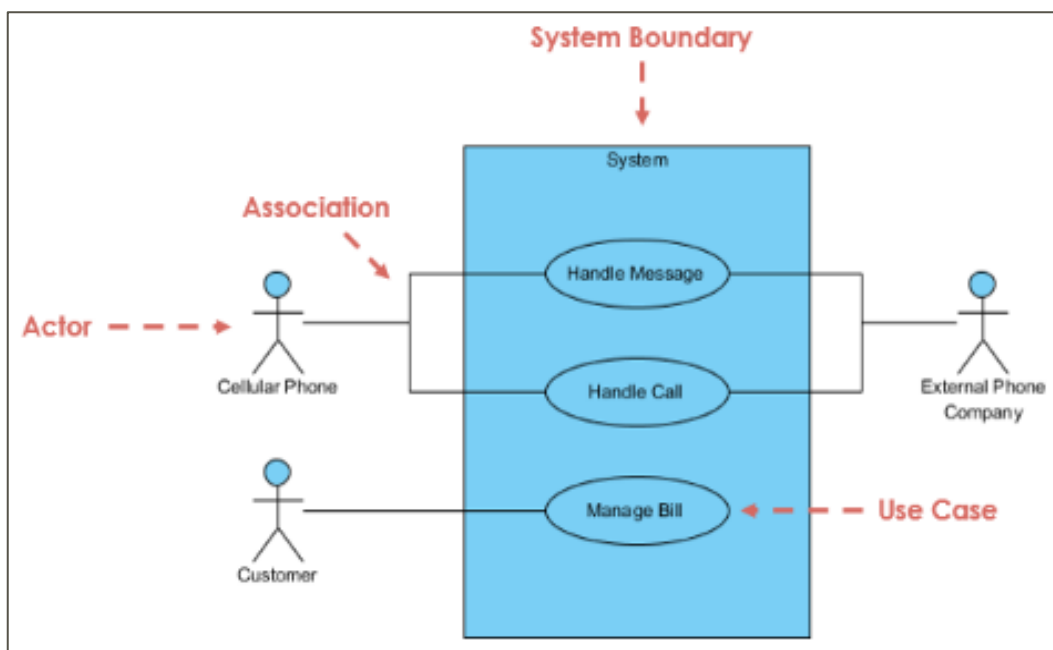 System Boundary
System
Association
Handle Message
Actor
Cellular Phone
Handle Call
External Phone
Company
Manage Bill
Use Case
Customer